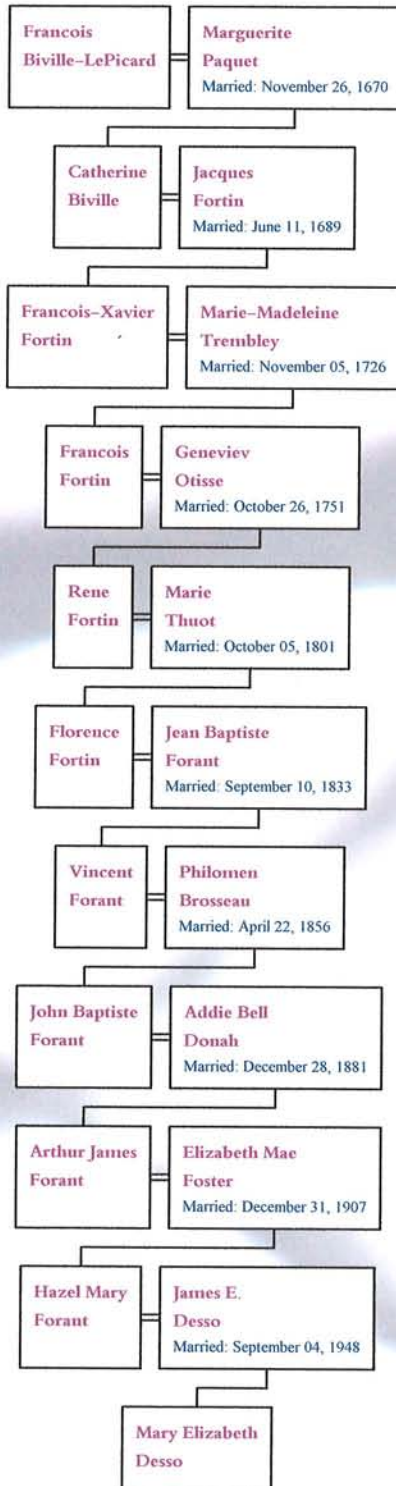 Francois
Biville-LePicard
Marguerite
Paquet
Married: November 26, 1670
Catherine
Biville
Jacques
Fortin
Married: June 11, 1689
Francois-Xavier
Fortin
Marie-Madeleine
Trembley
Married: November 05, 1726
Francois
Fortin
Geneviev
Otisse
Married: October 26, 1751
Rene
Fortin
Marie
Thuot
Married: October 05, 1801
Florence
Fortin
Jean Baptiste
Forant
Married: September 10, 1833
Vincent
Forant
Philomen
Brosseau
Married: April 22, 1856
John Baptiste
Forant
Addie Bell
Donah
Married: December 28, 1881
Arthur James
Forant
Elizabeth Mae
Foster
Married: December 31, 1907
Hazel Mary
Forant
James E.
Desso
Married: September 04, 1948
Mary Elizabeth
Desso